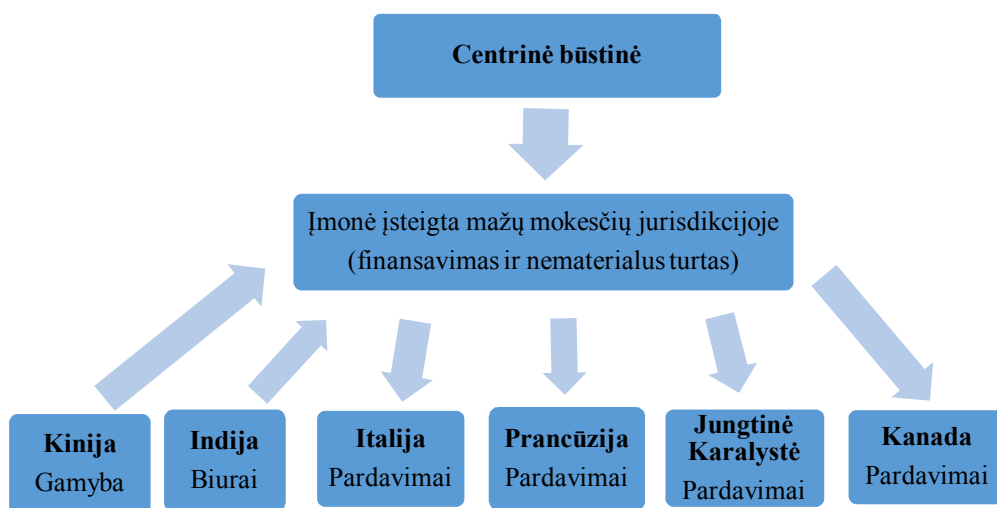 Centrinė būstinė
Įmonė įsteigta mažų mokesčių jurisdikcijoje
(finansavimas ir nematerialus turtas)
Kinija
Gamyba
Indija
Biurai
Italija
Pardavimai
Prancūzija
Pardavimai
Jungtinė
Karalystė
Pardavimai
Kanada
Pardavimai